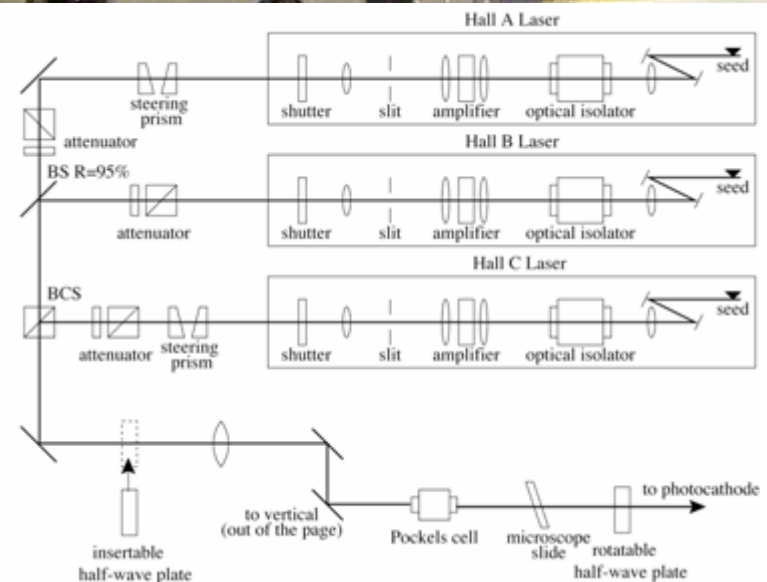 Hall A Laser
seed
steering
prism
shutter
slit
amplifier
optical isolator
attenuator
Hall B Laser
BS R=95%
seed
attenuator
shutter
slit
amplifier
optical isolator
Hall C Laser
BCS
seed
attenuator
steering
prism
shutter
slit
amplifier
optical isolator
to photocathode
to vertical
(out of the page)
Pockels cell
microscope
slide
rotatable
half-wave plate
insertable
half-wave plate